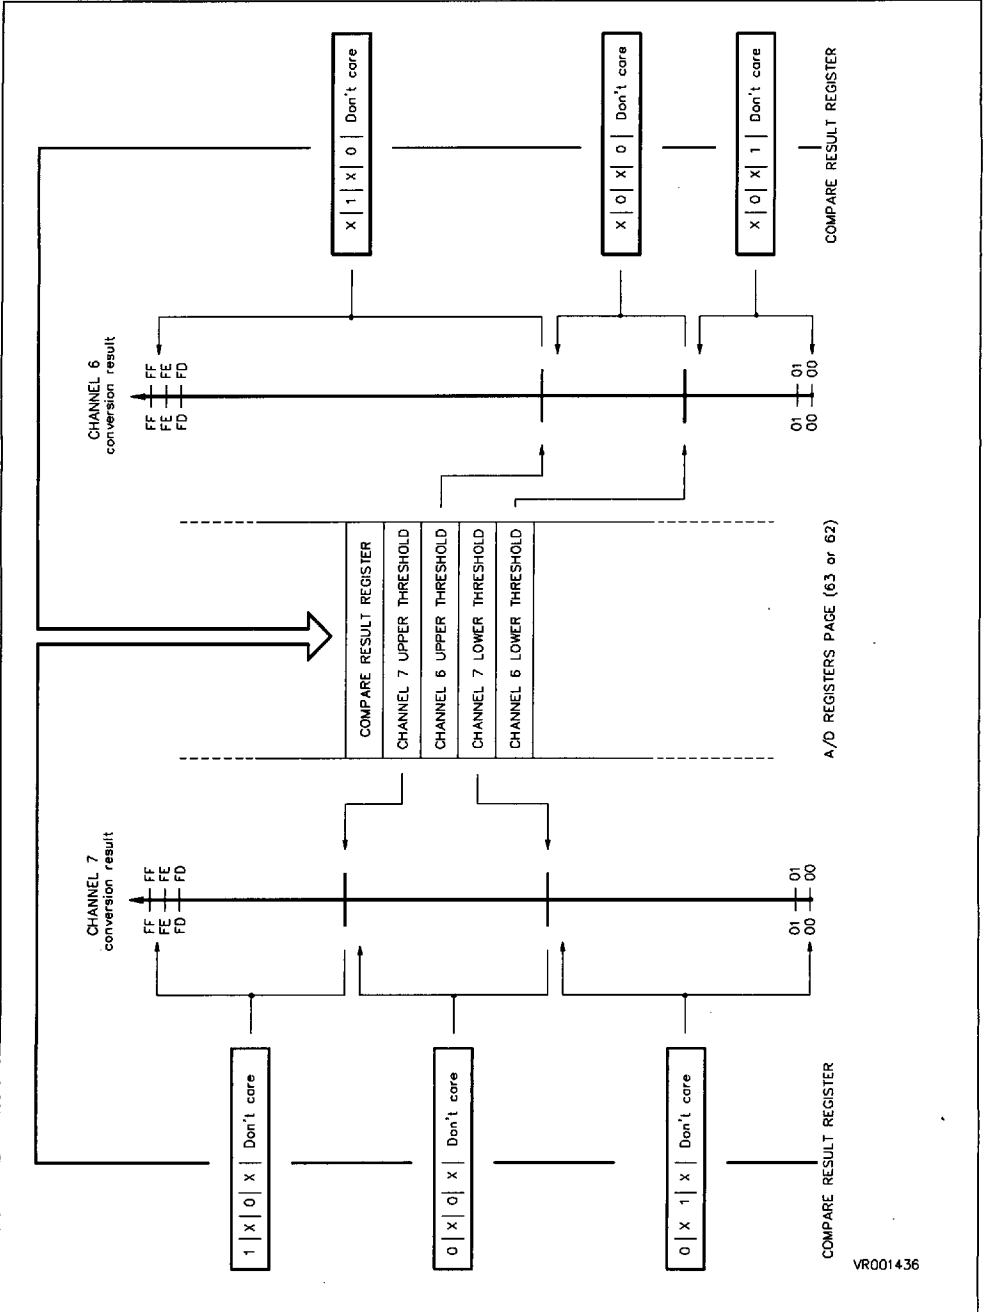 CHANNEL 7
conversion result
FF FF
FE FE
FD FD
1 | X | 0 | X | Don't care
0 | X | 0 | X | Don't care
0 | X 1 | X | Don't care
01 01
00 00
COMPARE RESULT REGISTER
COMPARE RESULT REGISTER
CHANNEL 7 UPPER THRESHOLD
CHANNEL 6 UPPER THRESHOLD
CHANNEL 7 LOWER THRESHOLD
CHANNEL 6 LOWER THRESHOLD
A/D REGISTERS PAGE (63 or 62)
CHANNEL 6
conversion result
FF FF
FE FE
FD FD
X | 1 | X | 0 | Don't care
X | 0 | X | 0 | Don't care
X | 0 | X | 1 | Don't care
01 01
00 00
COMPARE RESULT REGISTER
VR001436